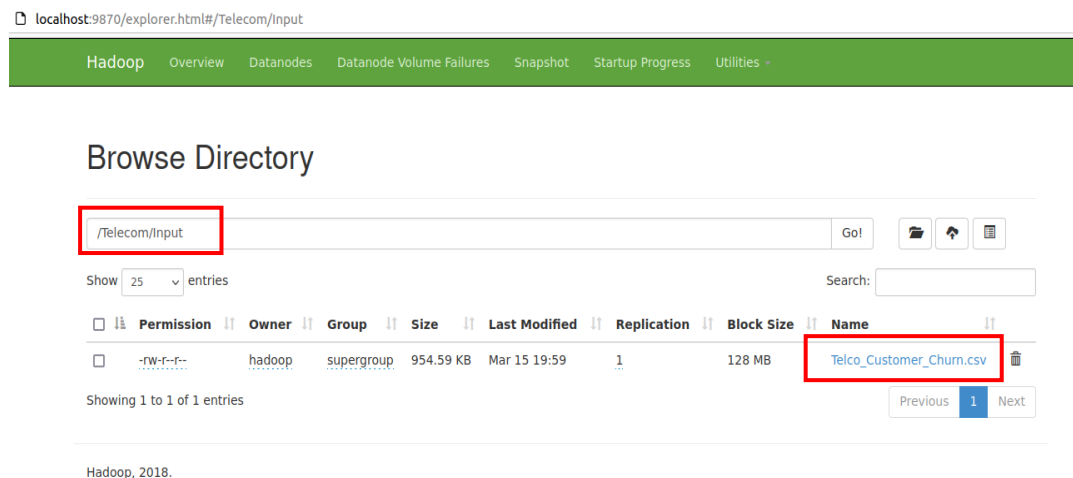 localhost:9870/explorer.html#/Telecom/Input
Hadoop Overview Datanodes Datanode Volume Failures Snapshot Startup Progress Utilities
Browse Directory
/Telecom/Input Go!
Show 25 entries Search:
Permission Owner Group Size Last Modified Replication Block Size Name
-rw-r--r-- hadoop supergroup 954.59 KB Mar 15 19:59 1 128 MB Telco_Customer_Churn.csv
Showing 1 to 1 of 1 entries Previous 1 Next
Hadoop, 2018.